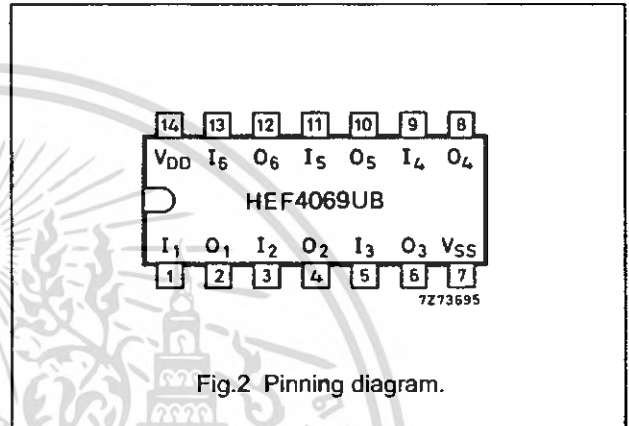 14 13 12 11 10 9 8
VDD I6 O6 I5 O5 I4 O4
HEF4069UB
I1 O1 I2 O2 I3 O3 VSS
1 2 3 4 5 6 7
7Z73695
Fig.2 Pinning diagram.